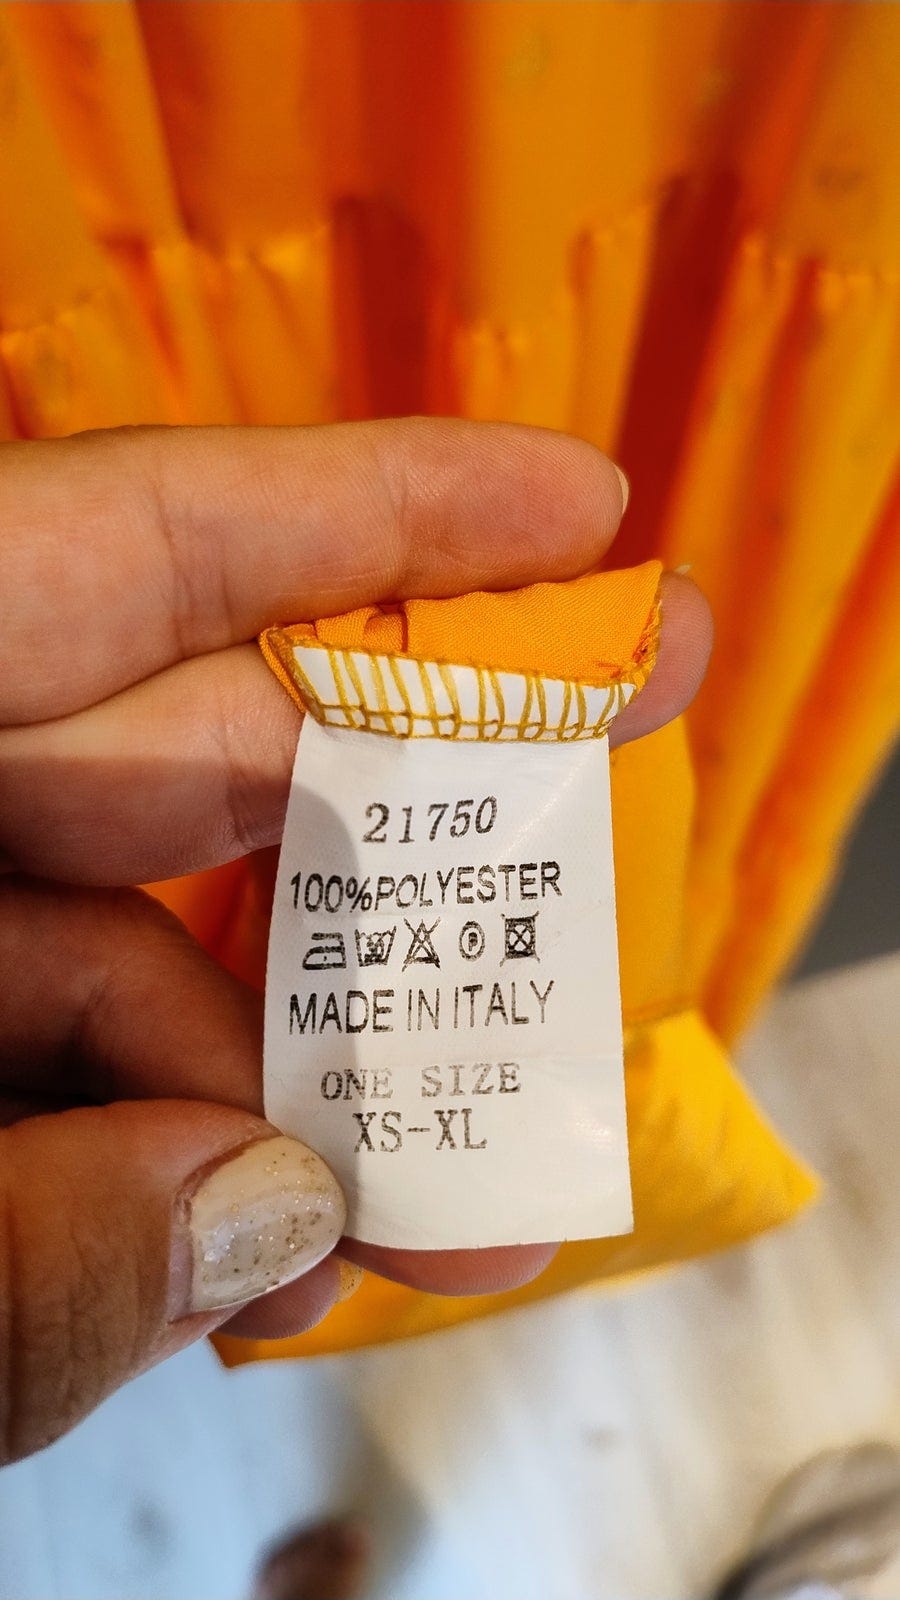 21750
100%POLYESTER
P
MADE IN ITALY
ONE SIZE
XS-XL